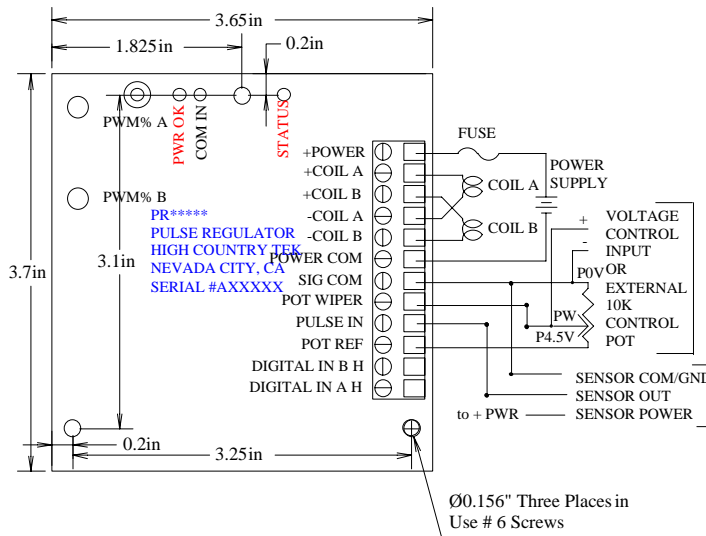 3.65in
1.825in
0.2in
PWM% A
PWR OK
COM IN
STATUS
PWM% B
PR*****
PULSE REGULATOR
HIGH COUNTRY TEK
NEVADA CITY, CA
SERIAL #AXXXXX
3.7in
3.1in
+POWER
+COIL A
+COIL B
-COIL A
-COIL B
POWER COM
SIG COM
POT WIPER
PULSE IN
POT REF
DIGITAL IN B H
DIGITAL IN A H
FUSE
COIL A
COIL B
POWER
SUPPLY
+
-
VOLTAGE
CONTROL
INPUT
OR
EXTERNAL
10K
CONTROL
POT
P0V
PW
P4.5V
SENSOR COM/GND
SENSOR OUT
to + PWR
SENSOR POWER
0.2in
3.25in
Ø0.156" Three Places in
Use # 6 Screws